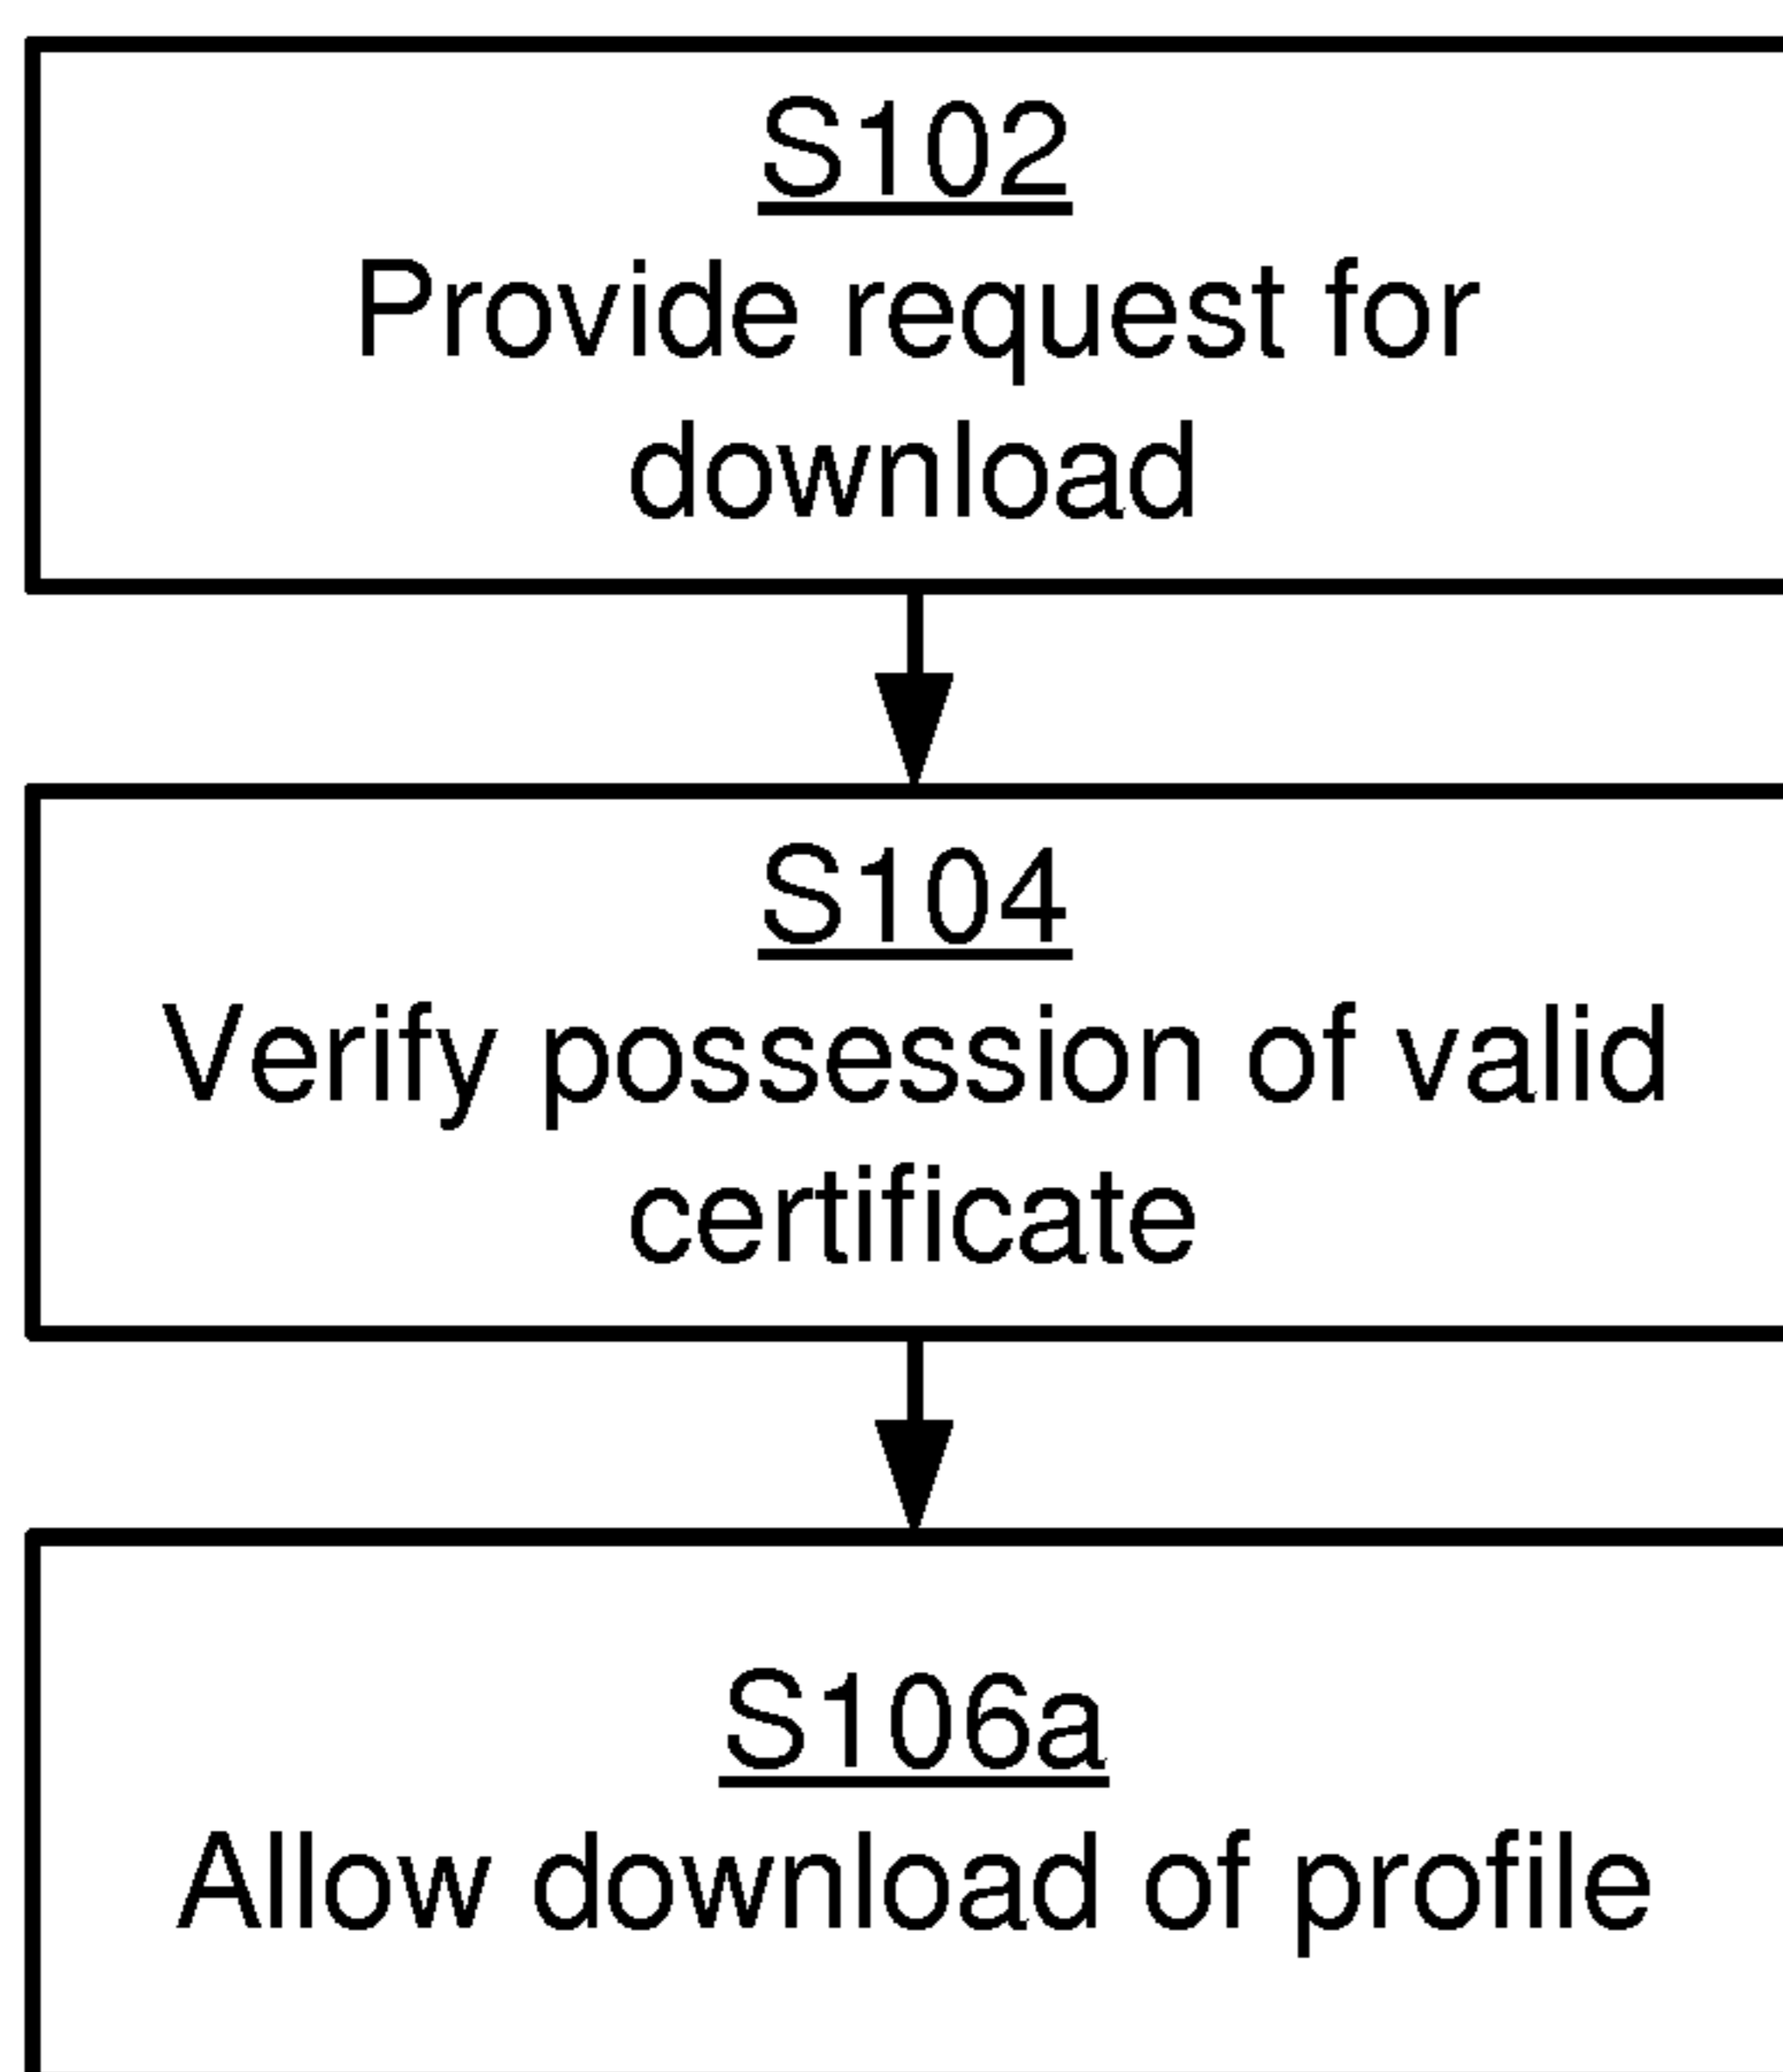 S102
Provide request for
download
S104
Verify possession of valid
certificate
S106a
Allow download of profile